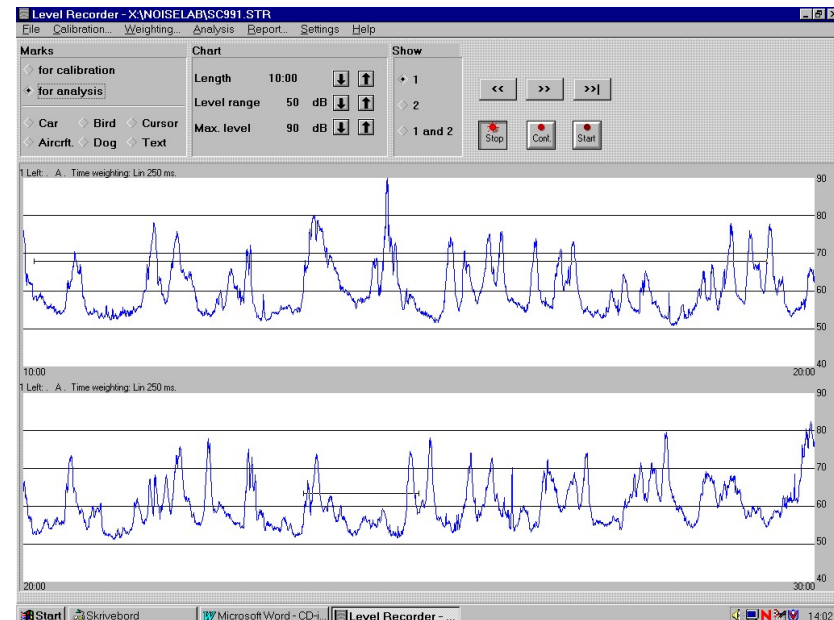 Level Recorder - X:\NOISELAB\SC991.STR
File Calibration... Weighting... Analysis Report... Settings Help
Marks Chart Show
for calibration
for analysis
Length 10:00
Level range 50 dB
Max. level 90 dB
1
2
1 and 2
<< >> >>|
Car Bird Cursor
Aircrft. Dog Text
Stop Cont. Start
1 Left: . A . Time weighting: Lin 250 ms.
90
80
70
60
50
40
10:00 20:00
1 Left: . A . Time weighting: Lin 250 ms.
90
80
70
60
50
40
20:00 30:00
Start Skrivebord Microsoft Word - CD-i... Level Recorder - ... 14:02